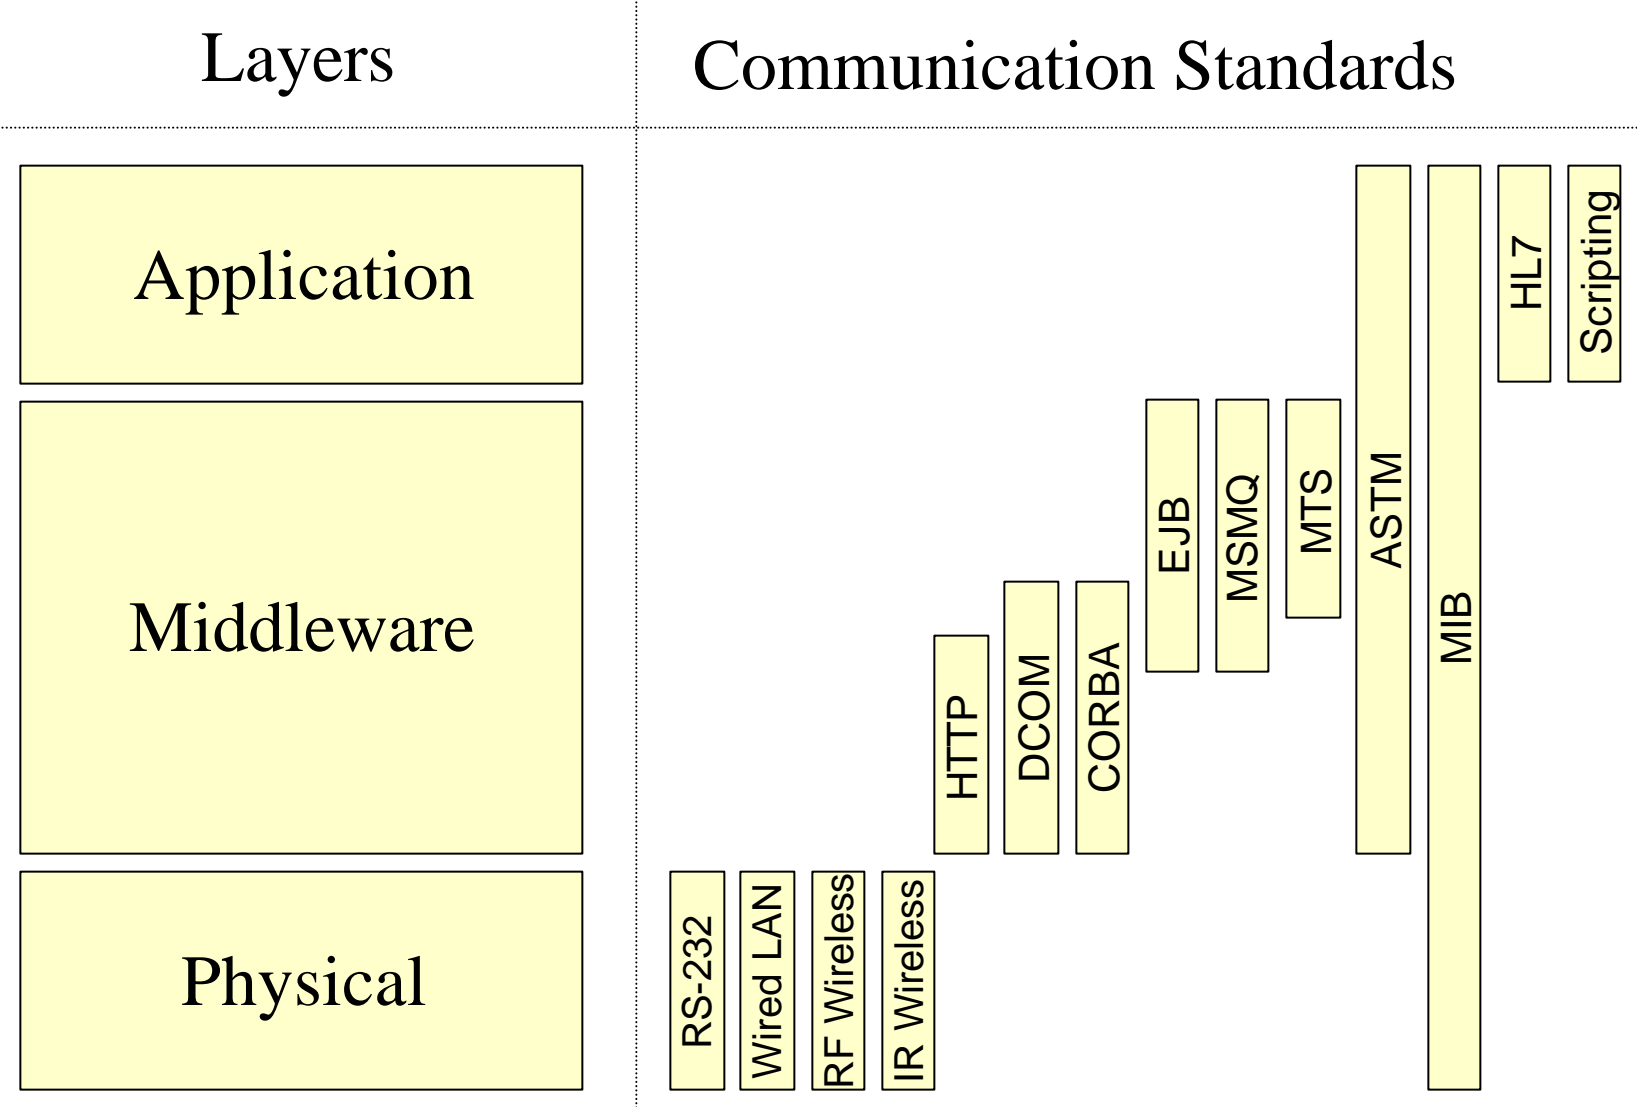 Layers
Communication Standards
Application
Middleware
Physical
RS-232
Wired LAN
RF Wireless
IR Wireless
HTTP
DCOM
CORBA
EJB
MSMQ
MTS
ASTM
MIB
HL7
Scripting